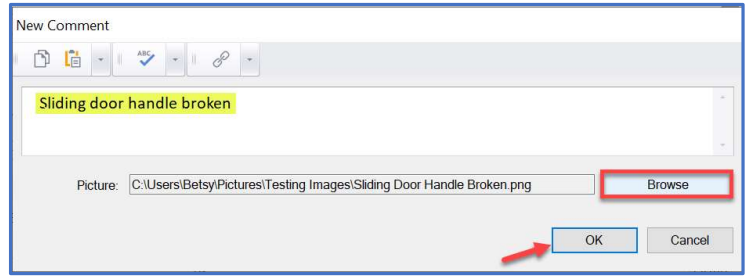 New Comment
ABC
Sliding door handle broken
Picture: C:\Users\Betsy\Pictures\Testing Images\Sliding Door Handle Broken.png Browse
OK Cancel